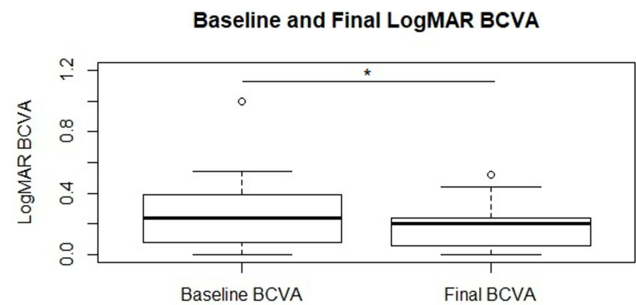 Baseline and Final LogMAR BCVA
*
1.2
0.8
0.4
0.0
LogMAR BCVA
Baseline BCVA Final BCVA